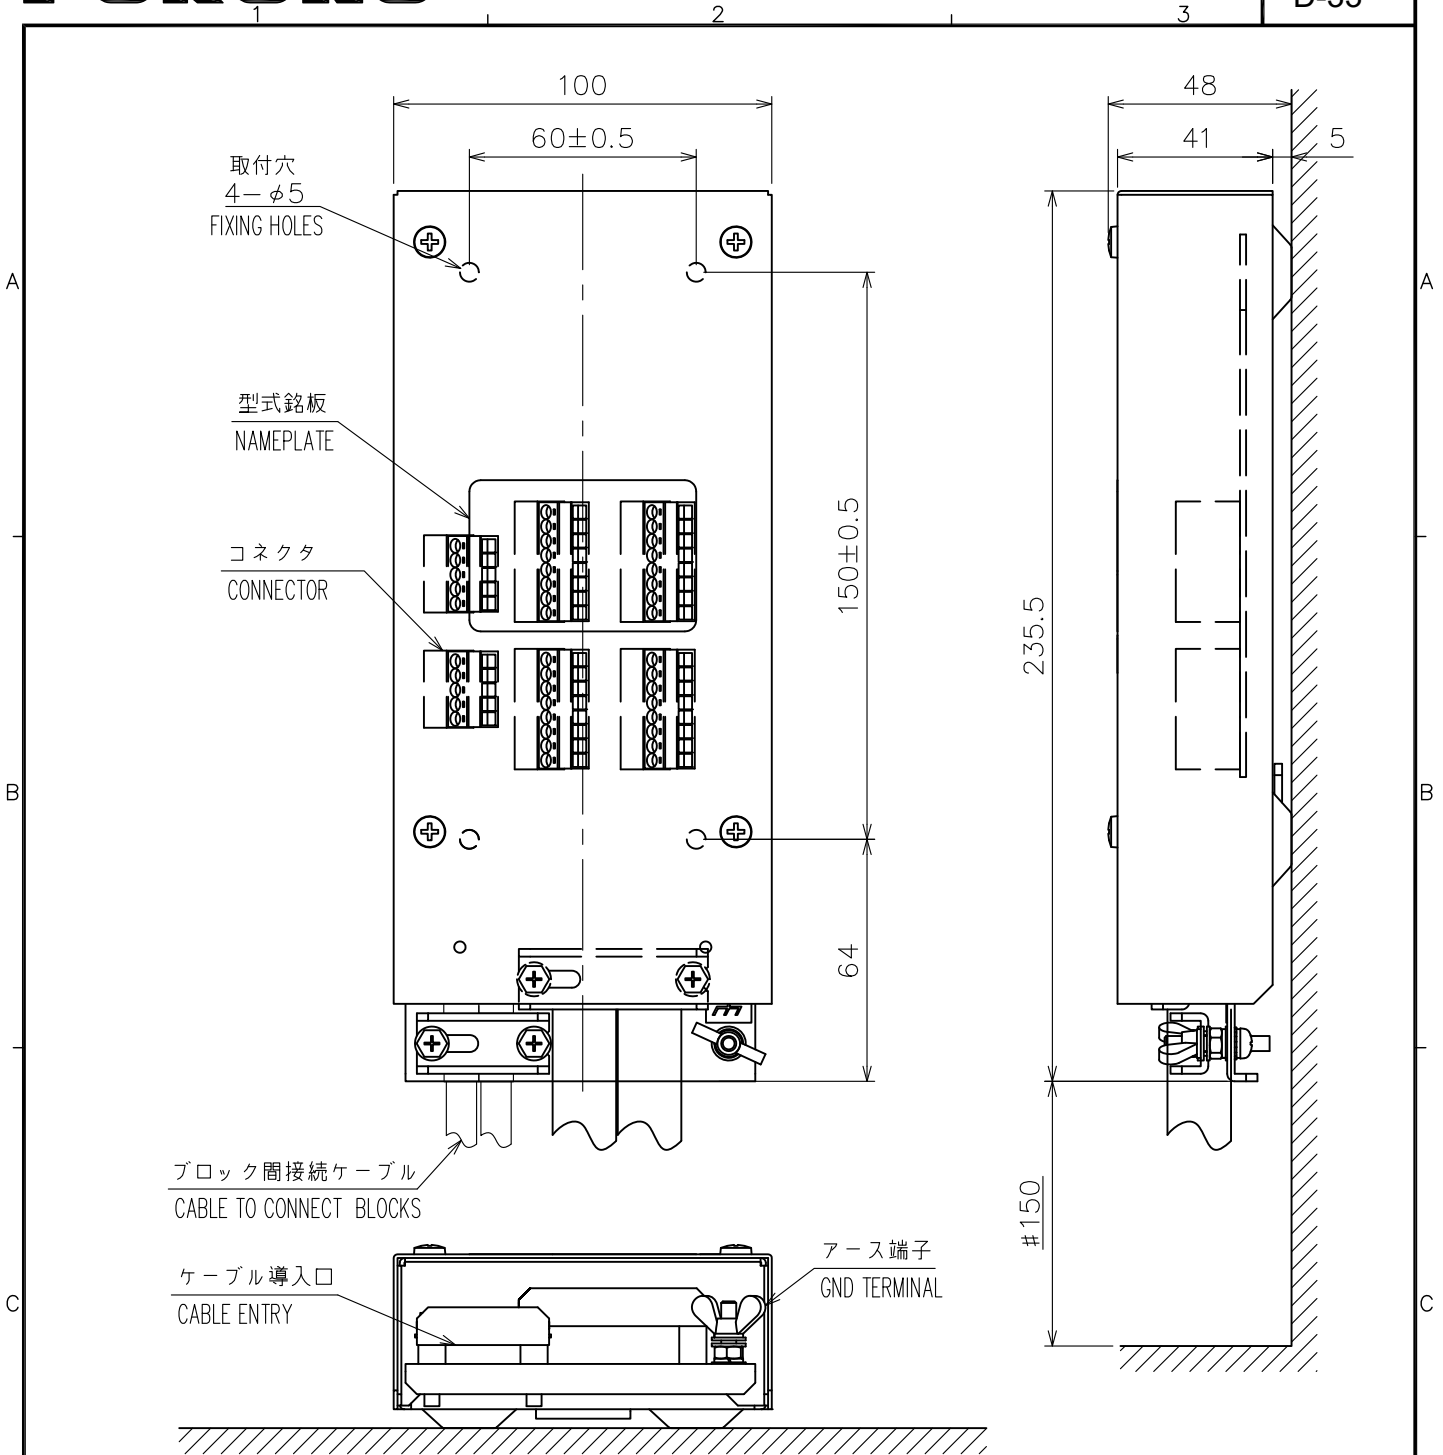 1
2
3
100
60±0.5
48
41
5
取付穴
4-φ5
FIXING HOLES
A
A
型式銘板
NAMEPLATE
コネクタ
CONNECTOR
150±0.5
235.5
B
B
64
ブロック間接続ケーブル
CABLE TO CONNECT BLOCKS
#150
アース端子
GND TERMINAL
ケーブル導入口
CABLE ENTRY
C
C